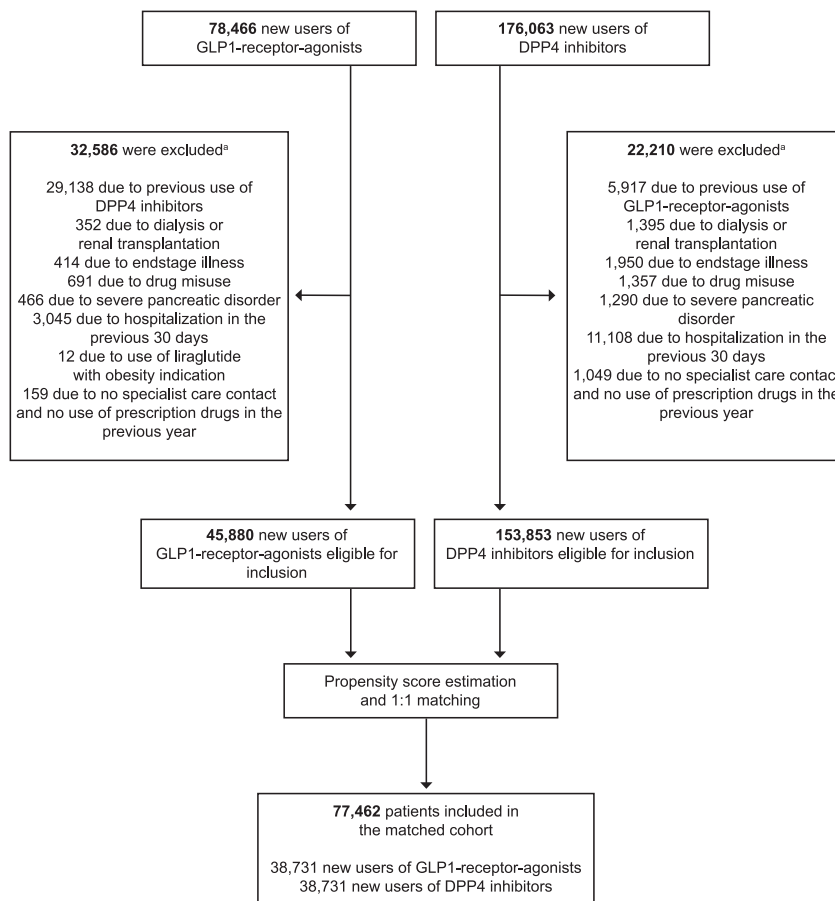 78,466 new users of
GLP1-receptor-agonists
176,063 new users of
DPP4 inhibitors
32,586 were excludedᵃ
29,138 due to previous use of
DPP4 inhibitors
352 due to dialysis or
renal transplantation
414 due to endstage illness
691 due to drug misuse
466 due to severe pancreatic disorder
3,045 due to hospitalization in the
previous 30 days
12 due to use of liraglutide
with obesity indication
159 due to no specialist care contact
and no use of prescription drugs in the
previous year
22,210 were excludedᵃ
5,917 due to previous use of
GLP1-receptor-agonists
1,395 due to dialysis or
renal transplantation
1,950 due to endstage illness
1,357 due to drug misuse
1,290 due to severe pancreatic
disorder
11,108 due to hospitalization in the
previous 30 days
1,049 due to no specialist care contact
and no use of prescription drugs in the
previous year
45,880 new users of
GLP1-receptor-agonists eligible for
inclusion
153,853 new users of
DPP4 inhibitors eligible for inclusion
Propensity score estimation
and 1:1 matching
77,462 patients included in
the matched cohort
38,731 new users of GLP1-receptor-agonists
38,731 new users of DPP4 inhibitors